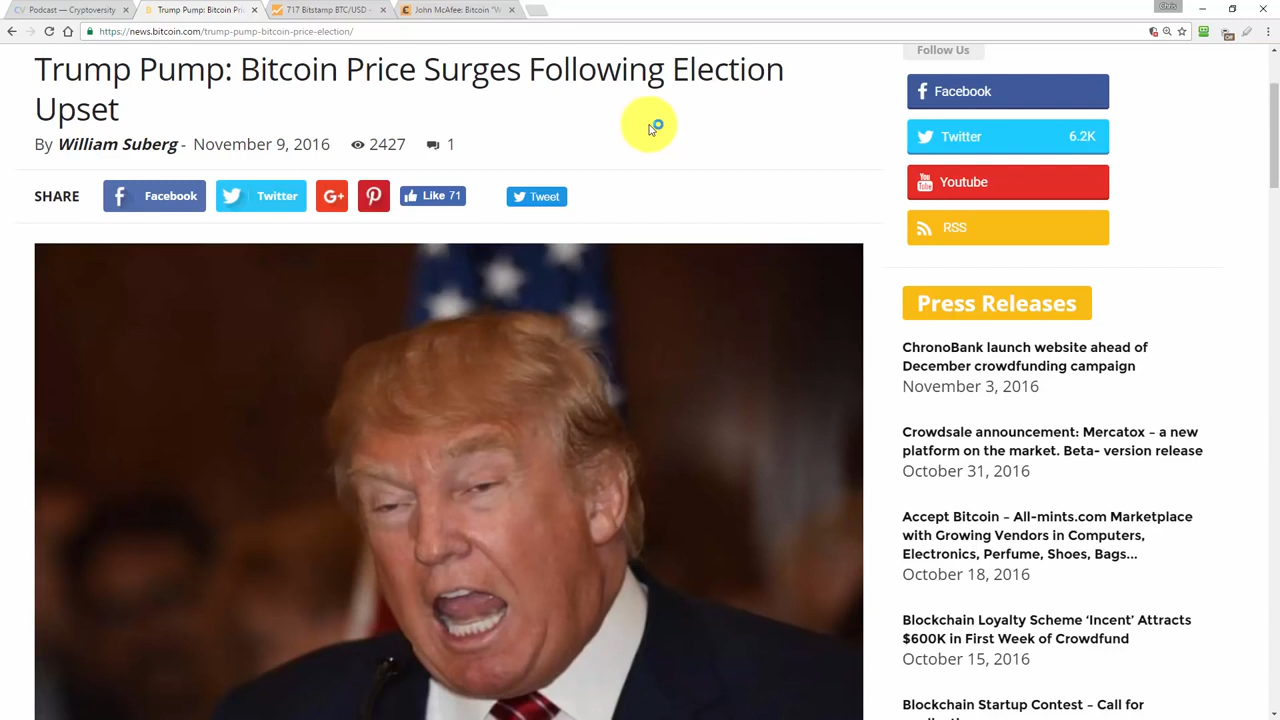 Podcast — Cryptoversity
Trump Pump: Bitcoin Pric
717 Bitstamp BTC/USD -
John McAfee: Bitcoin "W
Chris
https://news.bitcoin.com/trump-pump-bitcoin-price-election/
Trump Pump: Bitcoin Price Surges Following Election
Upset
By William Suberg - November 9, 2016 2427 1
SHARE Facebook Twitter G+ Like 71 Tweet
Follow Us
Facebook
Twitter 6.2K
You Tube Youtube
RSS
Press Releases
ChronoBank launch website ahead of
December crowdfunding campaign
November 3, 2016
Crowdsale announcement: Mercatox – a new
platform on the market. Beta- version release
October 31, 2016
Accept Bitcoin – All-mints.com Marketplace
with Growing Vendors in Computers,
Electronics, Perfume, Shoes, Bags...
October 18, 2016
Blockchain Loyalty Scheme ‘Incent’ Attracts
$600K in First Week of Crowdfund
October 15, 2016
Blockchain Startup Contest – Call for